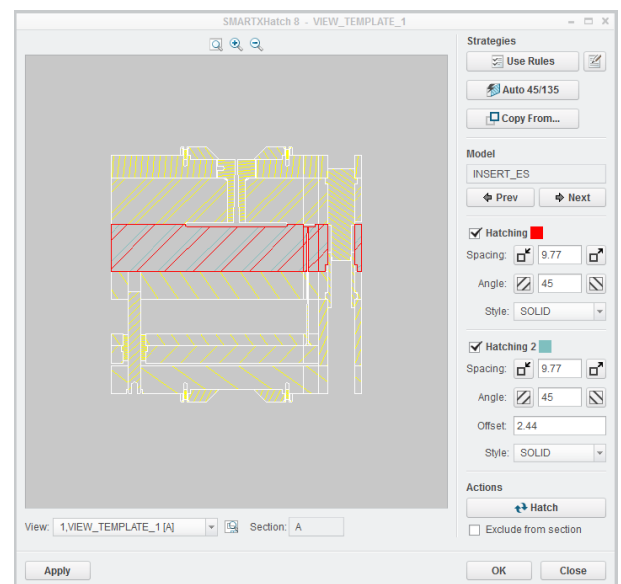 SMARTXHatch 8 - VIEW_TEMPLATE_1
Strategies
Use Rules
Auto 45/135
Copy From...
Model
INSERT_ES
Prev Next
Hatching
Spacing: 9.77
Angle: 45
Style: SOLID
Hatching 2
Spacing: 9.77
Angle: 45
Offset: 2.44
Style: SOLID
Actions
Hatch
Exclude from section
View: 1,VIEW_TEMPLATE_1 [A] Section: A
Apply OK Close